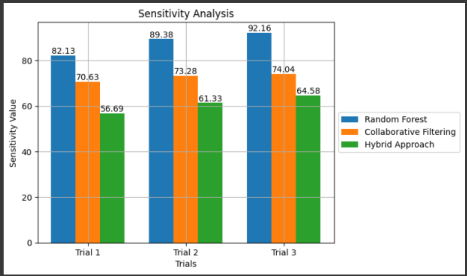 Sensitivity Analysis
92.16
89.38
82.13
80
70.63
73.28
74.04
64.58
61.33
56.69
60
40
20
0
Sensitivity Value
Trial 1
Trial 2
Trial 3
Trials
Random Forest
Collaborative Filtering
Hybrid Approach